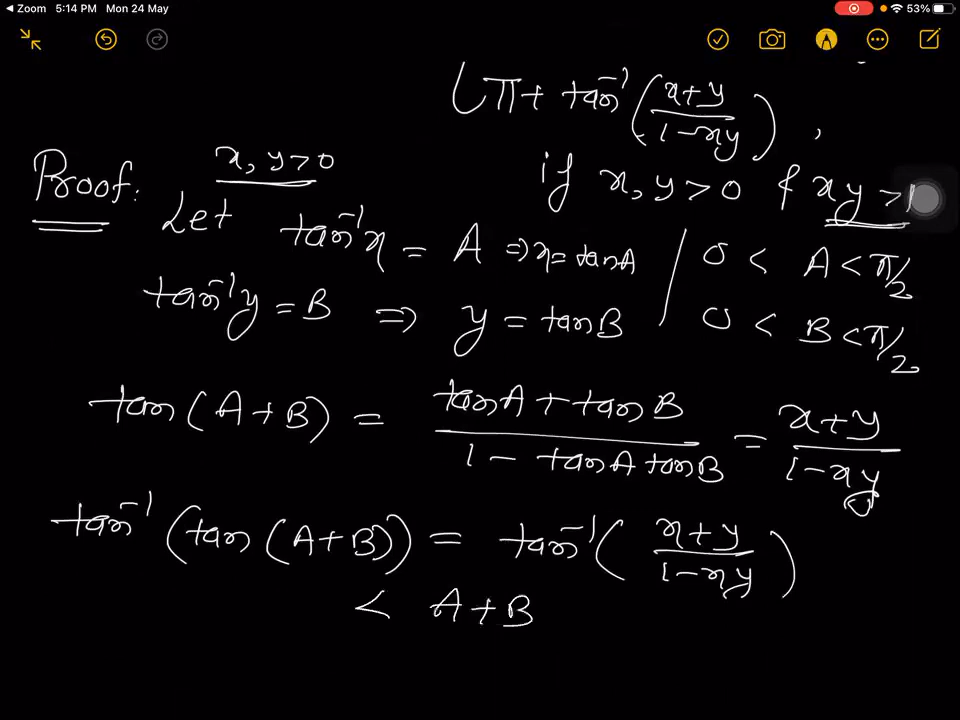 Zoom 5:14 PM Mon 24 May 53%
π + tan⁻¹((x+y)/(1-xy)) ,
if x, y > 0 & xy > 1
Proof: x, y > 0
Let tan⁻¹x = A ⇒ x = tanA / 0 < A < π/2
tan⁻¹y = B ⇒ y = tanB / 0 < B < π/2
tan(A+B) = (tanA + tanB)/(1 - tanA tanB) = (x+y)/(1-xy)
tan⁻¹(tan(A+B)) = tan⁻¹((x+y)/(1-xy))
< A+B